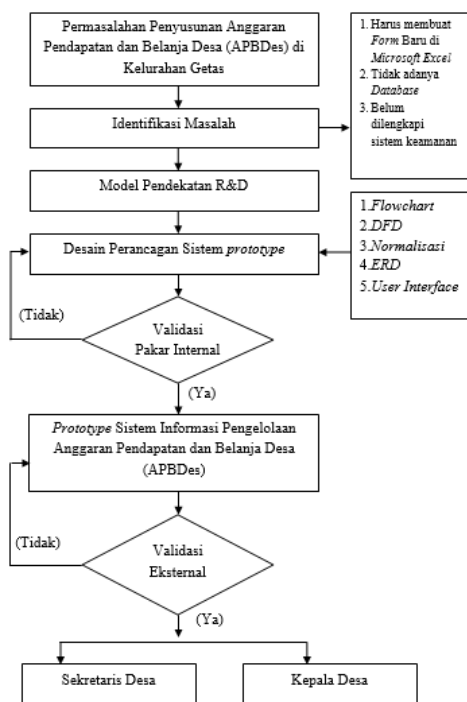 Permasalahan Penyusunan Anggaran
Pendapatan dan Belanja Desa (APBDes) di
Kelurahan Getas
1. Harus membuat
Form Baru di
Microsoft Excel
2. Tidak adanya
Database
3. Belum
dilengkapi
sistem keamanan
Identifikasi Masalah
Model Pendekatan R&D
1.Flowchart
2.DFD
3.Normalisasi
4.ERD
5.User Interface
Desain Perancagan Sistem prototype
(Tidak)
Validasi
Pakar Internal
(Ya)
Prototype Sistem Informasi Pengelolaan
Anggaran Pendapatan dan Belanja Desa
(APBDes)
(Tidak)
Validasi
Eksternal
(Ya)
Sekretaris Desa
Kepala Desa